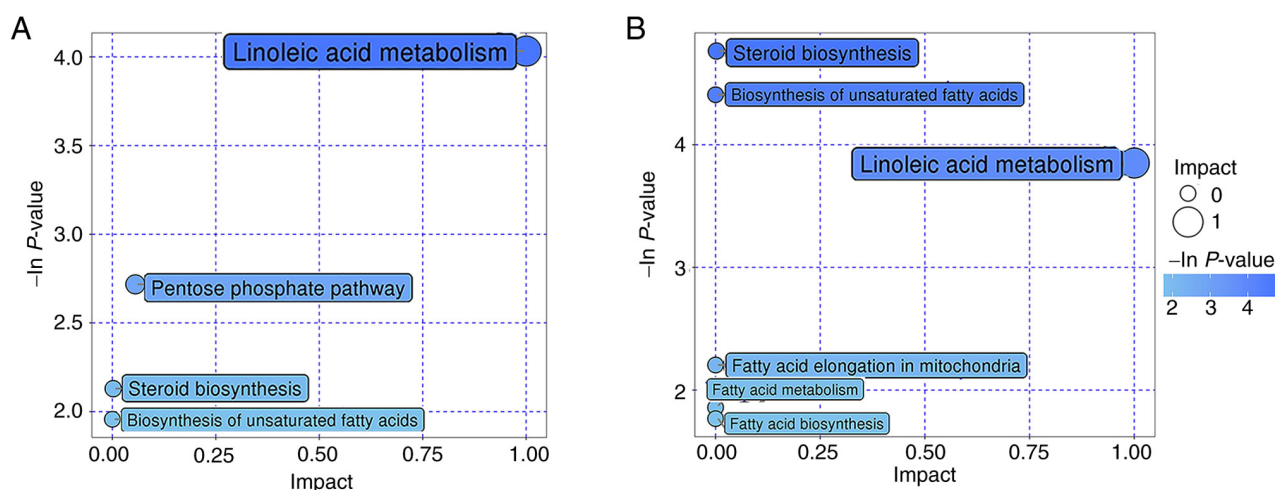 A
4.0
3.5
3.0
2.5
2.0
–ln P-value
Linoleic acid metabolism
Pentose phosphate pathway
Steroid biosynthesis
Biosynthesis of unsaturated fatty acids
0.00 0.25 0.50 0.75 1.00
Impact
B
4
3
2
–ln P-value
Steroid biosynthesis
Biosynthesis of unsaturated fatty acids
Linoleic acid metabolism
Fatty acid elongation in mitochondria
Fatty acid metabolism
Fatty acid biosynthesis
0.00 0.25 0.50 0.75 1.00
Impact
Impact
0
1
–ln P-value
2 3 4